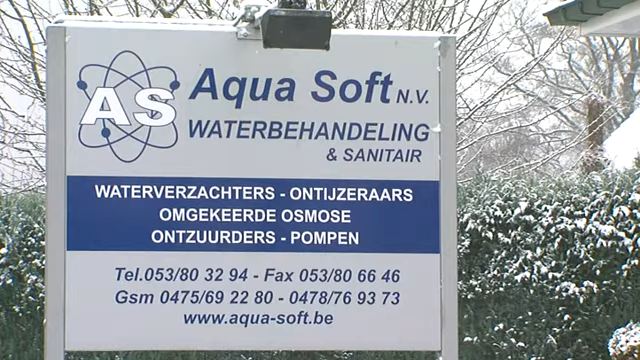 AS
Aqua Soft N.V.
WATERBEHANDELING
& SANITAIR
WATERVERZACHTERS - ONTIJZERAARS
OMGEKEERDE OSMOSE
ONTZUURDERS - POMPEN
Tel.053/80 32 94 - Fax 053/80 66 46
Gsm 0475/69 22 80 - 0478/76 93 73
www.aqua-soft.be